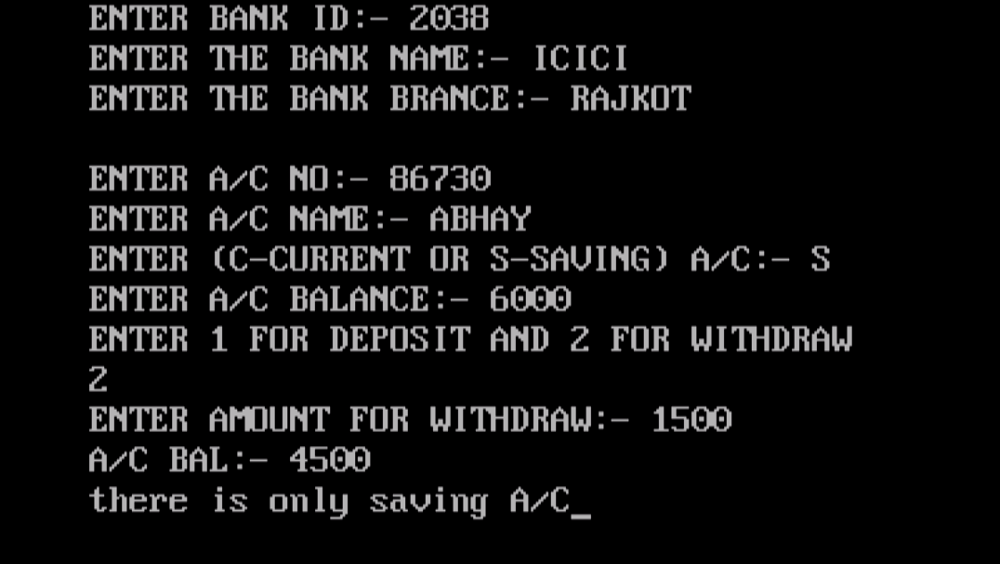 ENTER BANK ID:- 2038
ENTER THE BANK NAME:- ICICI
ENTER THE BANK BRANCE:- RAJKOT
ENTER A/C NO:- 86730
ENTER A/C NAME:- ABHAY
ENTER (C-CURRENT OR S-SAVING) A/C:- S
ENTER A/C BALANCE:- 6000
ENTER 1 FOR DEPOSIT AND 2 FOR WITHDRAW
2
ENTER AMOUNT FOR WITHDRAW:- 1500
A/C BAL:- 4500
there is only saving A/C_